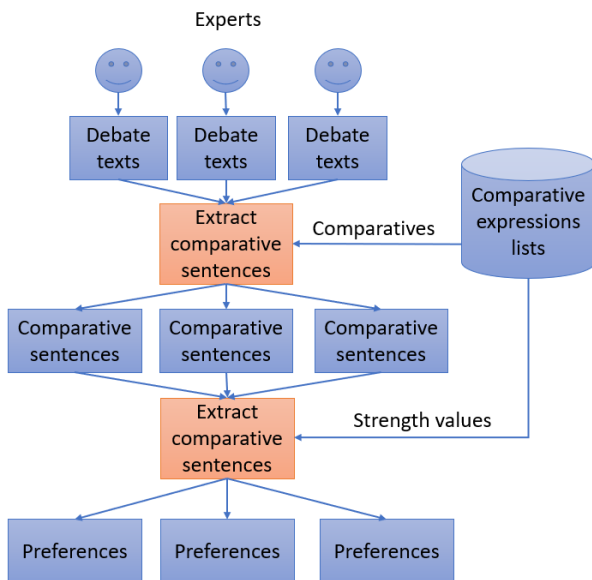 Experts
Debate
texts
Debate
texts
Debate
texts
Comparative
expressions
lists
Extract
comparative
sentences
Comparatives
Comparative
sentences
Comparative
sentences
Comparative
sentences
Extract
comparative
sentences
Strength values
Preferences
Preferences
Preferences